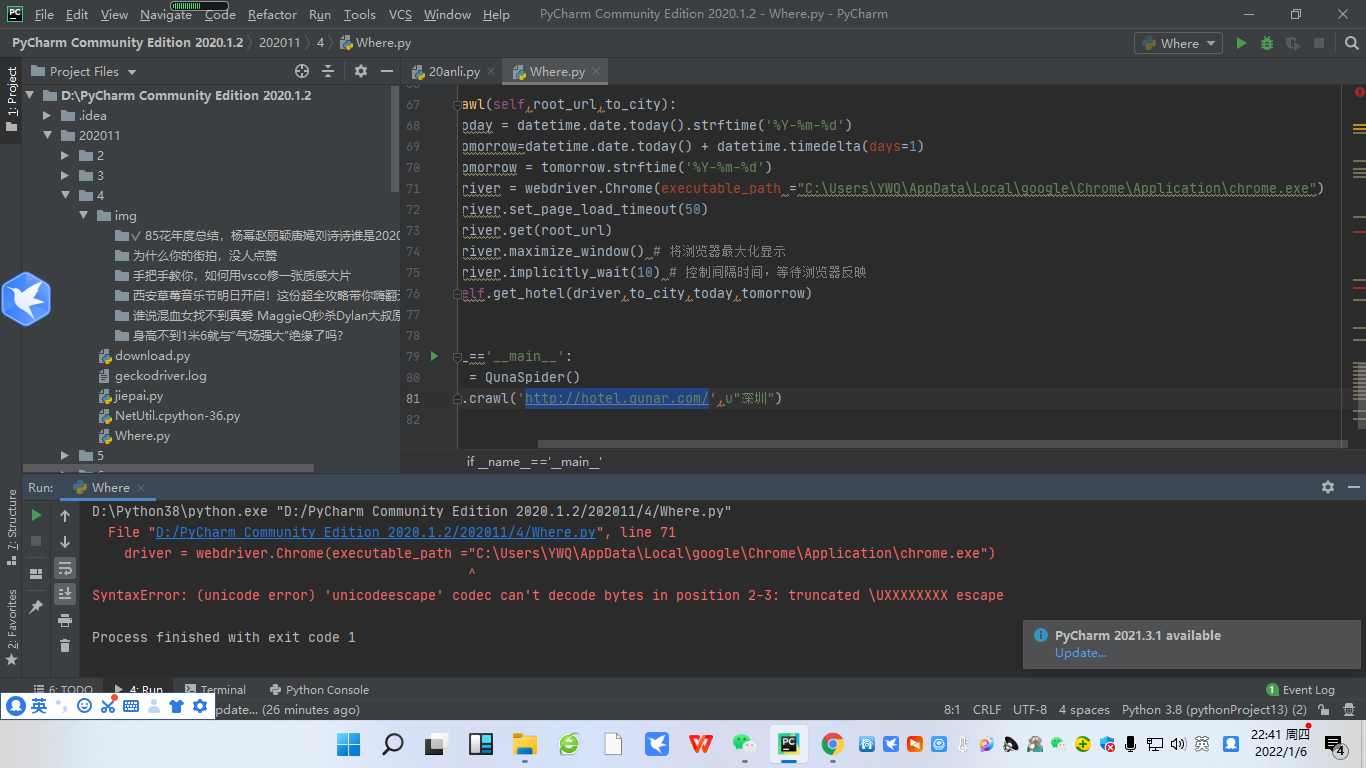 File Edit View Navigate Code Refactor Run Tools VCS Window Help PyCharm Community Edition 2020.1.2 - Where.py - PyCharm
PyCharm Community Edition 2020.1.2 202011 4 Where.py Where
1: Project
Project Files
20anli.py Where.py
D:\PyCharm Community Edition 2020.1.2
.idea
202011
2
3
4
img
85花年度总结，杨幂赵丽颖唐嫣刘诗诗谁是2020
为什么你的街拍，没人点赞
手把手教你，如何用vsco修一张质感大片
西安草莓音乐节明日开启！这份超全攻略带你嗨翻
谁说混血女找不到真爱 MaggieQ秒杀Dylan大叔
身高不到1米6就与“气场强大”绝缘了吗?
download.py
geckodriver.log
jiepai.py
NetUtil.cpython-36.py
Where.py
5
67 awl(self,root_url,to_city):
68 oday = datetime.date.today().strftime('%Y-%m-%d')
69 omorrow=datetime.date.today() + datetime.timedelta(days=1)
70 omorrow = tomorrow.strftime('%Y-%m-%d')
71 river = webdriver.Chrome(executable_path ="C:\Users\YWQ\AppData\Local\google\Chrome\Application\chrome.exe")
72 river.set_page_load_timeout(50)
73 river.get(root_url)
74 river.maximize_window() # 将浏览器最大化显示
75 river.implicitly_wait(10) # 控制间隔时间，等待浏览器反映
76 elf.get_hotel(driver,to_city,today,tomorrow)
77
78
79 _=='__main__':
80 = QunaSpider()
81 .crawl('http://hotel.qunar.com/',u"深圳")
82
if __name__=='__main__'
Run: Where
7: Structure
2: Favorites
D:\Python38\python.exe "D:/PyCharm Community Edition 2020.1.2/202011/4/Where.py"
File "D:/PyCharm Community Edition 2020.1.2/202011/4/Where.py", line 71
driver = webdriver.Chrome(executable_path ="C:\Users\YWQ\AppData\Local\google\Chrome\Application\chrome.exe")
^
SyntaxError: (unicode error) 'unicodeescape' codec can't decode bytes in position 2-3: truncated \UXXXXXXXX escape
Process finished with exit code 1
PyCharm 2021.3.1 available
Update...
6: TODO 4: Run Terminal Python Console 1 Event Log
英
pdate... (26 minutes ago) 8:1 CRLF UTF-8 4 spaces Python 3.8 (pythonProject13) (2)
英 22:41 周四
2022/1/6
4